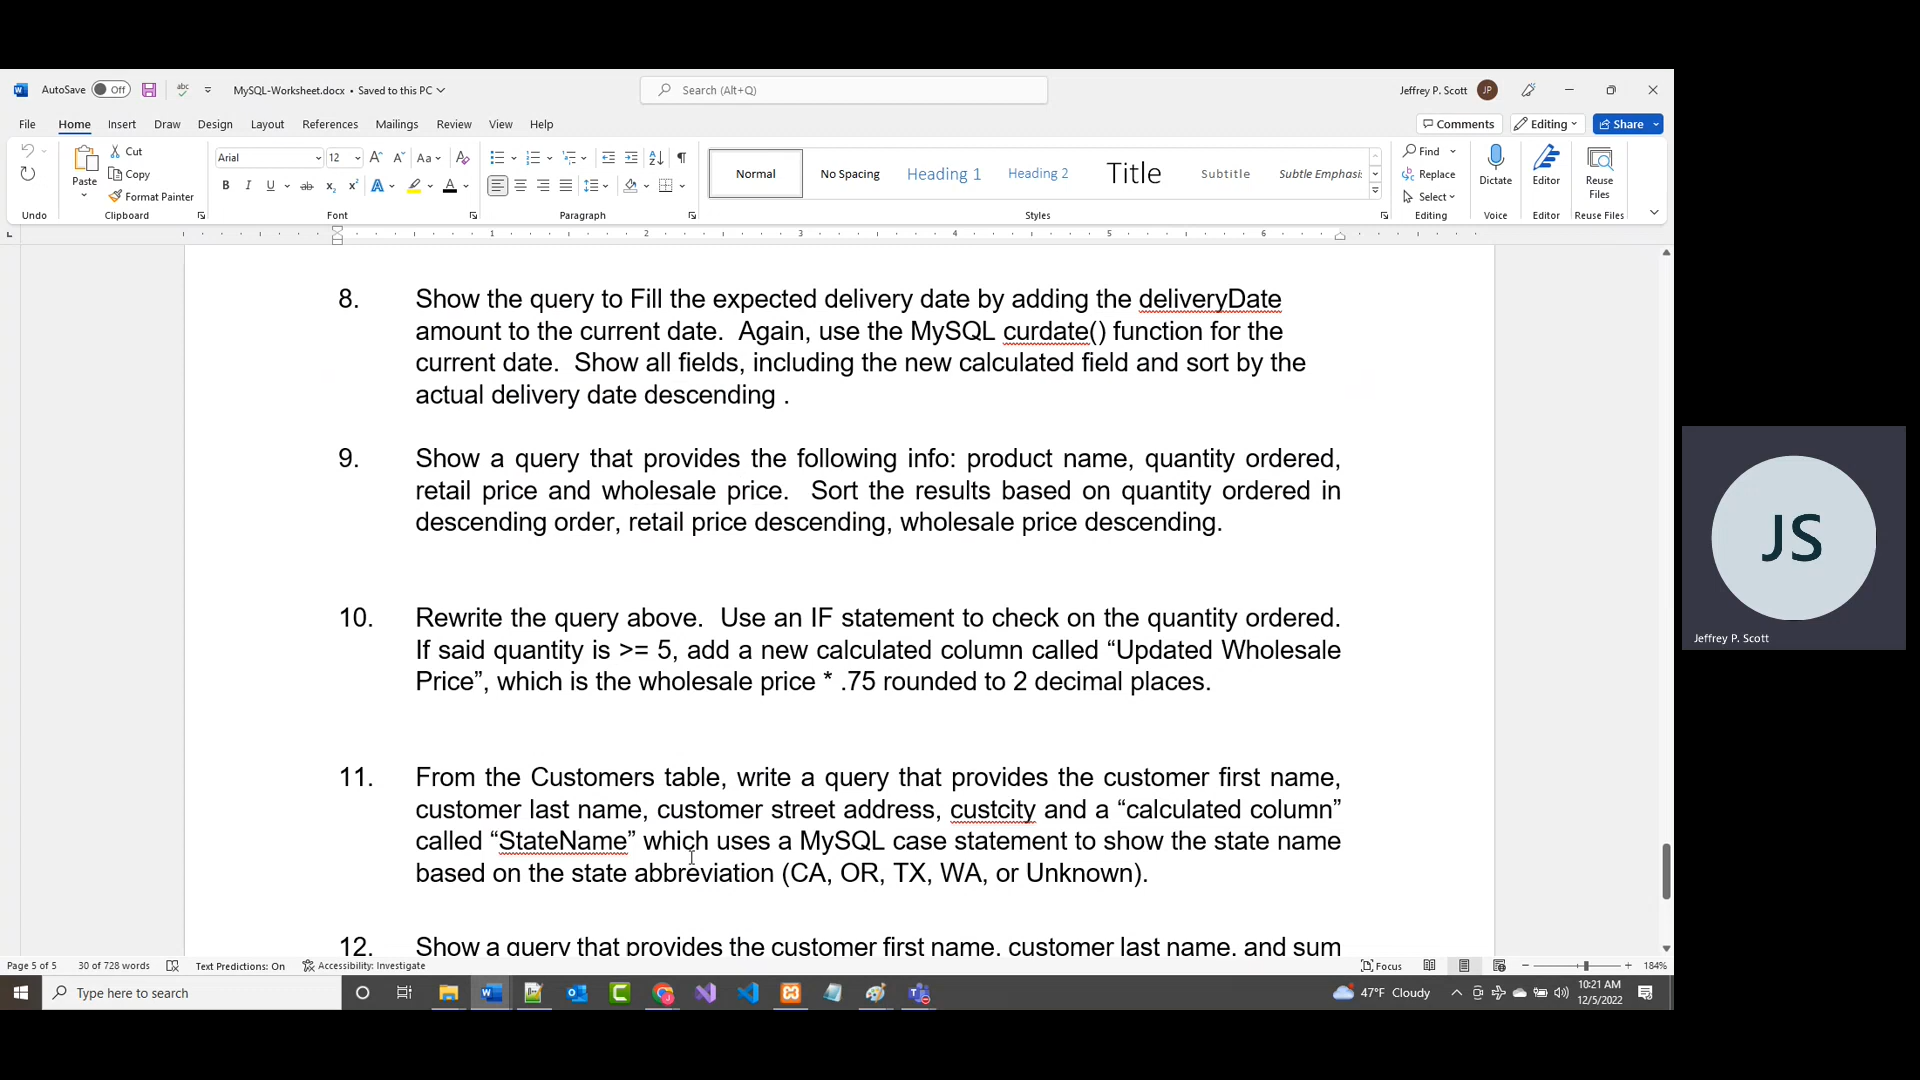 AutoSave Off MySQL-Worksheet.docx • Saved to this PC Search (Alt+Q) Jeffrey P. Scott JP
File Home Insert Draw Design Layout References Mailings Review View Help Comments Editing Share
Paste Cut Copy Format Painter
Arial 12 Aa
B I U ab x₂ x² A A
Normal No Spacing Heading 1 Heading 2 Title Subtitle Subtle Emphasi
Find Replace Select
Dictate Editor Reuse Files
Undo Clipboard Font Paragraph Styles Editing Voice Editor Reuse Files
1 2 3 4 5 6
8. Show the query to Fill the expected delivery date by adding the deliveryDate
amount to the current date. Again, use the MySQL curdate() function for the
current date. Show all fields, including the new calculated field and sort by the
actual delivery date descending .
9. Show a query that provides the following info: product name, quantity ordered,
retail price and wholesale price. Sort the results based on quantity ordered in
descending order, retail price descending, wholesale price descending.
10. Rewrite the query above. Use an IF statement to check on the quantity ordered.
If said quantity is >= 5, add a new calculated column called “Updated Wholesale
Price”, which is the wholesale price * .75 rounded to 2 decimal places.
11. From the Customers table, write a query that provides the customer first name,
customer last name, customer street address, custcity and a “calculated column”
called “StateName” which uses a MySQL case statement to show the state name
based on the state abbreviation (CA, OR, TX, WA, or Unknown).
12. Show a query that provides the customer first name, customer last name, and sum
JS
Jeffrey P. Scott
Page 5 of 5 30 of 728 words Text Predictions: On Accessibility: Investigate Focus 184%
Type here to search 47°F Cloudy 10:21 AM
12/5/2022